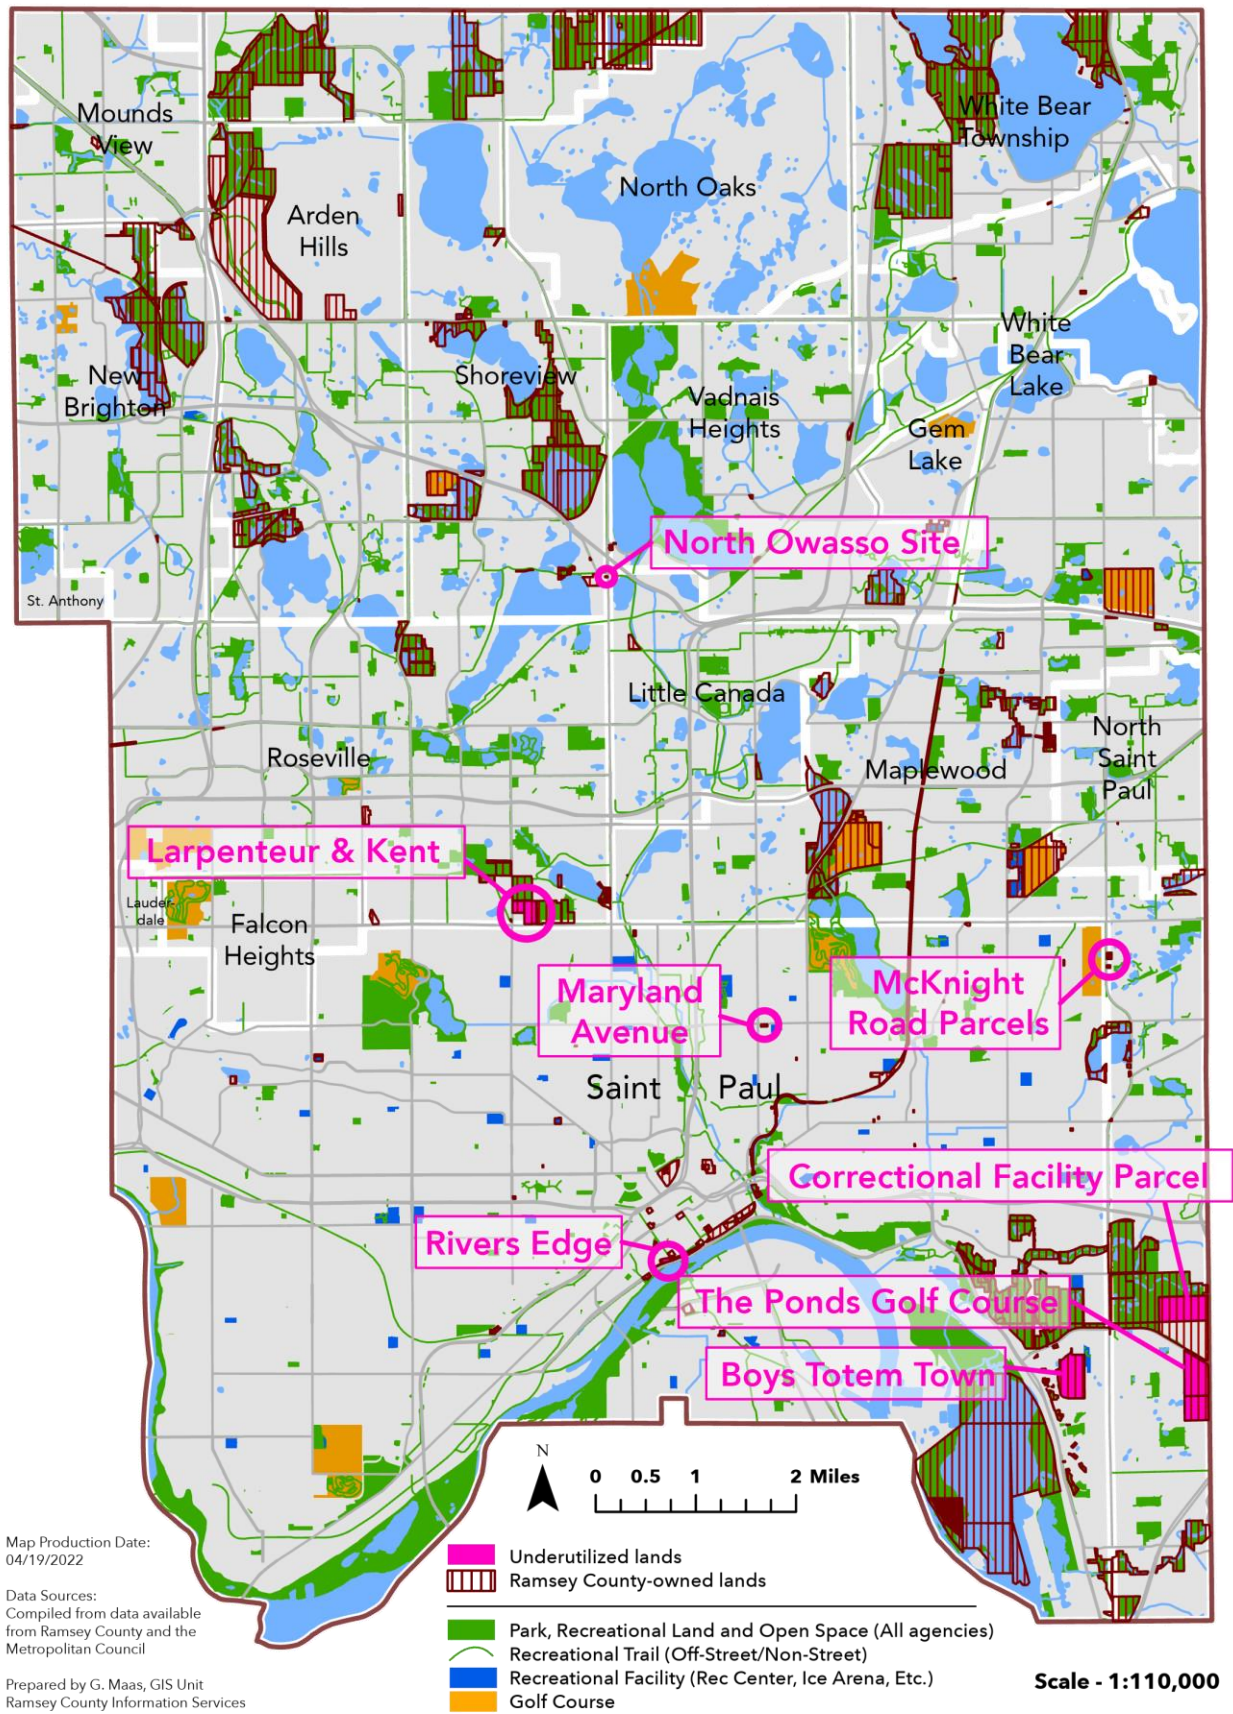 Mounds
View
White Bear
Township
North Oaks
Arden
Hills
White
Bear
Lake
New
Brighton
Shoreview
Vadnais
Heights
Gem
Lake
North Owasso Site
St. Anthony
Little Canada
North
Saint
Paul
Roseville
Maplewood
Larpenteur & Kent
Lauder-
dale
Falcon
Heights
Maryland
Avenue
McKnight
Road Parcels
Saint Paul
Correctional Facility Parcel
Rivers Edge
The Ponds Golf Course
Boys Totem Town
N
0 0.5 1 2 Miles
Map Production Date:
04/19/2022
Data Sources:
Compiled from data available
from Ramsey County and the
Metropolitan Council
Prepared by G. Maas, GIS Unit
Ramsey County Information Services
Underutilized lands
Ramsey County-owned lands
Park, Recreational Land and Open Space (All agencies)
Recreational Trail (Off-Street/Non-Street)
Recreational Facility (Rec Center, Ice Arena, Etc.)
Golf Course
Scale - 1:110,000